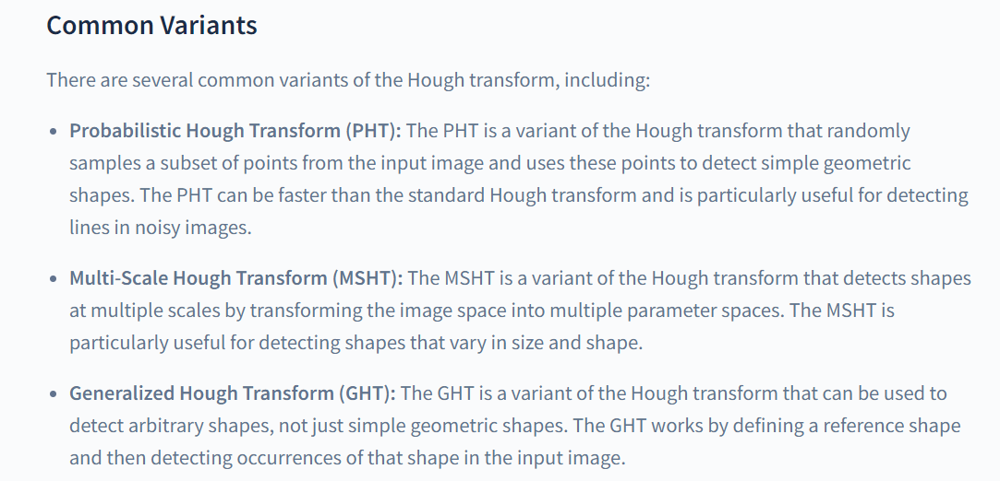 Common Variants
There are several common variants of the Hough transform, including:
• Probabilistic Hough Transform (PHT): The PHT is a variant of the Hough transform that randomly
samples a subset of points from the input image and uses these points to detect simple geometric
shapes. The PHT can be faster than the standard Hough transform and is particularly useful for detecting
lines in noisy images.
• Multi-Scale Hough Transform (MSHT): The MSHT is a variant of the Hough transform that detects shapes
at multiple scales by transforming the image space into multiple parameter spaces. The MSHT is
particularly useful for detecting shapes that vary in size and shape.
• Generalized Hough Transform (GHT): The GHT is a variant of the Hough transform that can be used to
detect arbitrary shapes, not just simple geometric shapes. The GHT works by defining a reference shape
and then detecting occurrences of that shape in the input image.